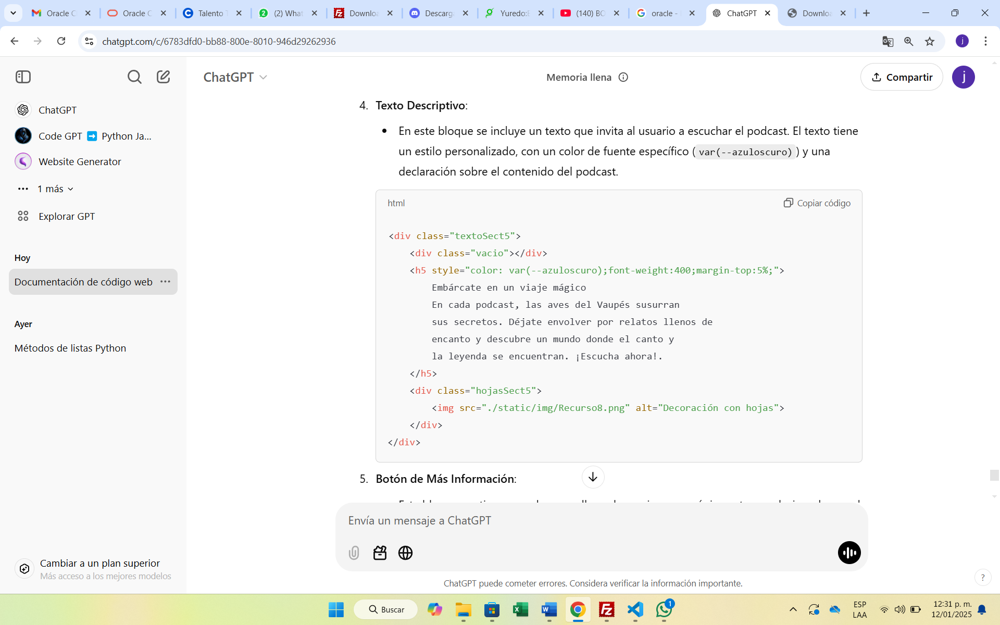 Oracle C
Oracle C
Talento T
(2) What
Downlo
Descarg
Yuredo:E
(140) BO
oracle -
ChatGPT
Downlo
chatgpt.com/c/6783dfd0-bb88-800e-8010-946d29262936
j
ChatGPT
Memoria llena
Compartir
j
ChatGPT
Code GPT ➡️ Python Ja...
Website Generator
1 más
Explorar GPT
Hoy
Documentación de código web
Ayer
Métodos de listas Python
Cambiar a un plan superior
Más acceso a los mejores modelos
4. Texto Descriptivo:
• En este bloque se incluye un texto que invita al usuario a escuchar el podcast. El texto tiene
un estilo personalizado, con un color de fuente específico ( var(--azuloscuro) ) y una
declaración sobre el contenido del podcast.
html
Copiar código
<div class="textoSect5">
<div class="vacio"></div>
<h5 style="color: var(--azuloscuro);font-weight:400;margin-top:5%;">
Embárcate en un viaje mágico
En cada podcast, las aves del Vaupés susurran
sus secretos. Déjate envolver por relatos llenos de
encanto y descubre un mundo donde el canto y
la leyenda se encuentran. ¡Escucha ahora!.
</h5>
<div class="hojasSect5">
<img src="./static/img/Recurso8.png" alt="Decoración con hojas">
</div>
</div>
5. Botón de Más Información:
Envía un mensaje a ChatGPT
ChatGPT puede cometer errores. Considera verificar la información importante.
?
Buscar
1
ESP
LAA
12:31 p. m.
12/01/2025